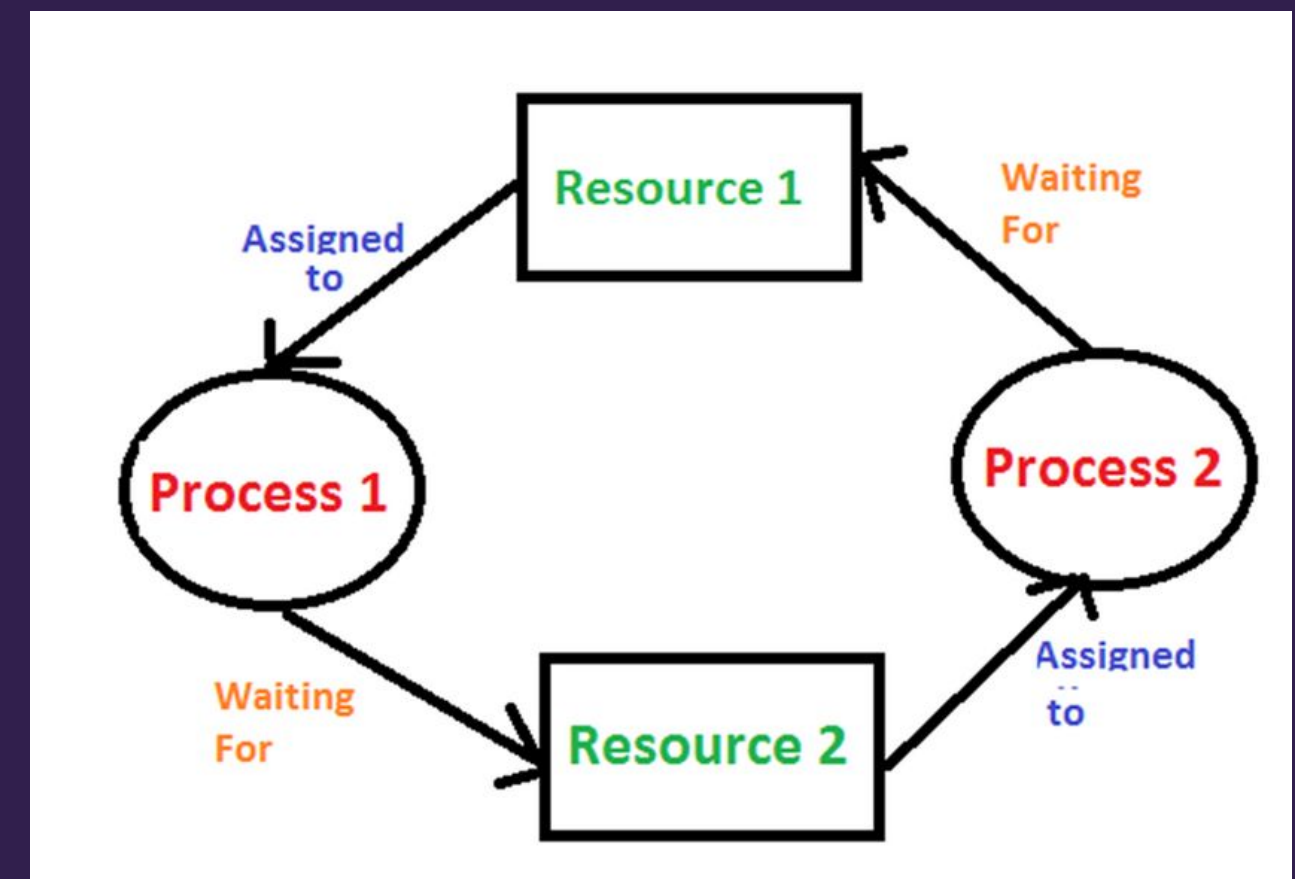 Resource 1
Waiting
For
Assigned
to
Process 1
Process 2
Waiting
For
Resource 2
Assigned
to